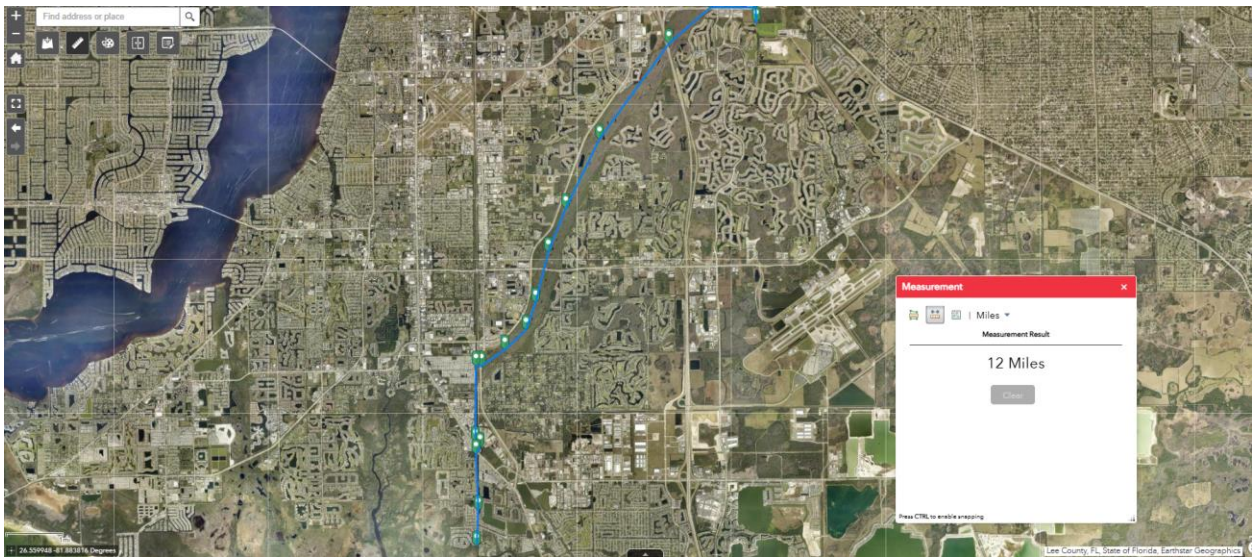 Find address or place
Measurement
Miles
Measurement Result
12 Miles
Clear
Press CTRL to enable snapping
26.559948 -81.883816 Degrees
Lee County, FL, State of Florida, Earthstar Geographics